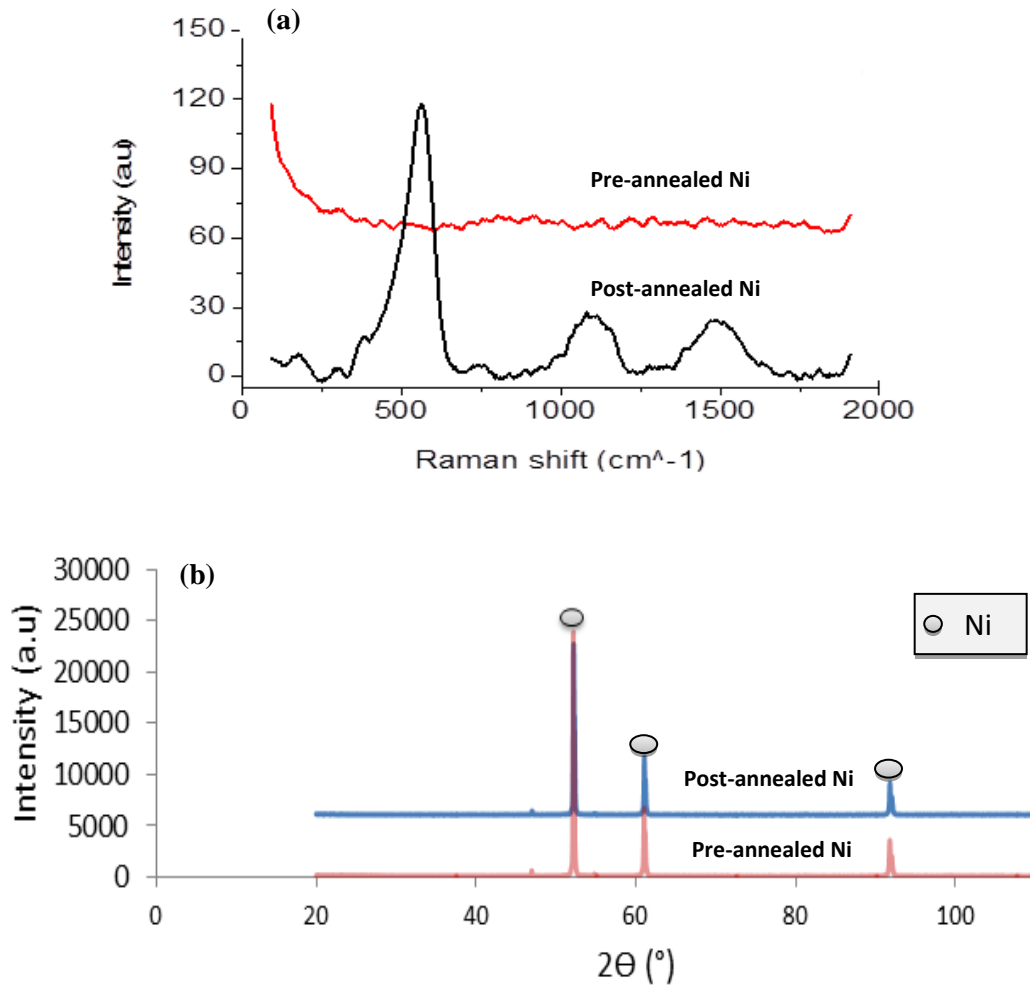 (a)
150
120
90
60
30
0
Intensity (a.u)
Pre-annealed Ni
Post-annealed Ni
0 500 1000 1500 2000
Raman shift (cm^-1)
(b)
30000
25000
20000
15000
10000
5000
0
Intensity (a.u)
Ni
Post-annealed Ni
Pre-annealed Ni
0 20 40 60 80 100
2Θ (°)